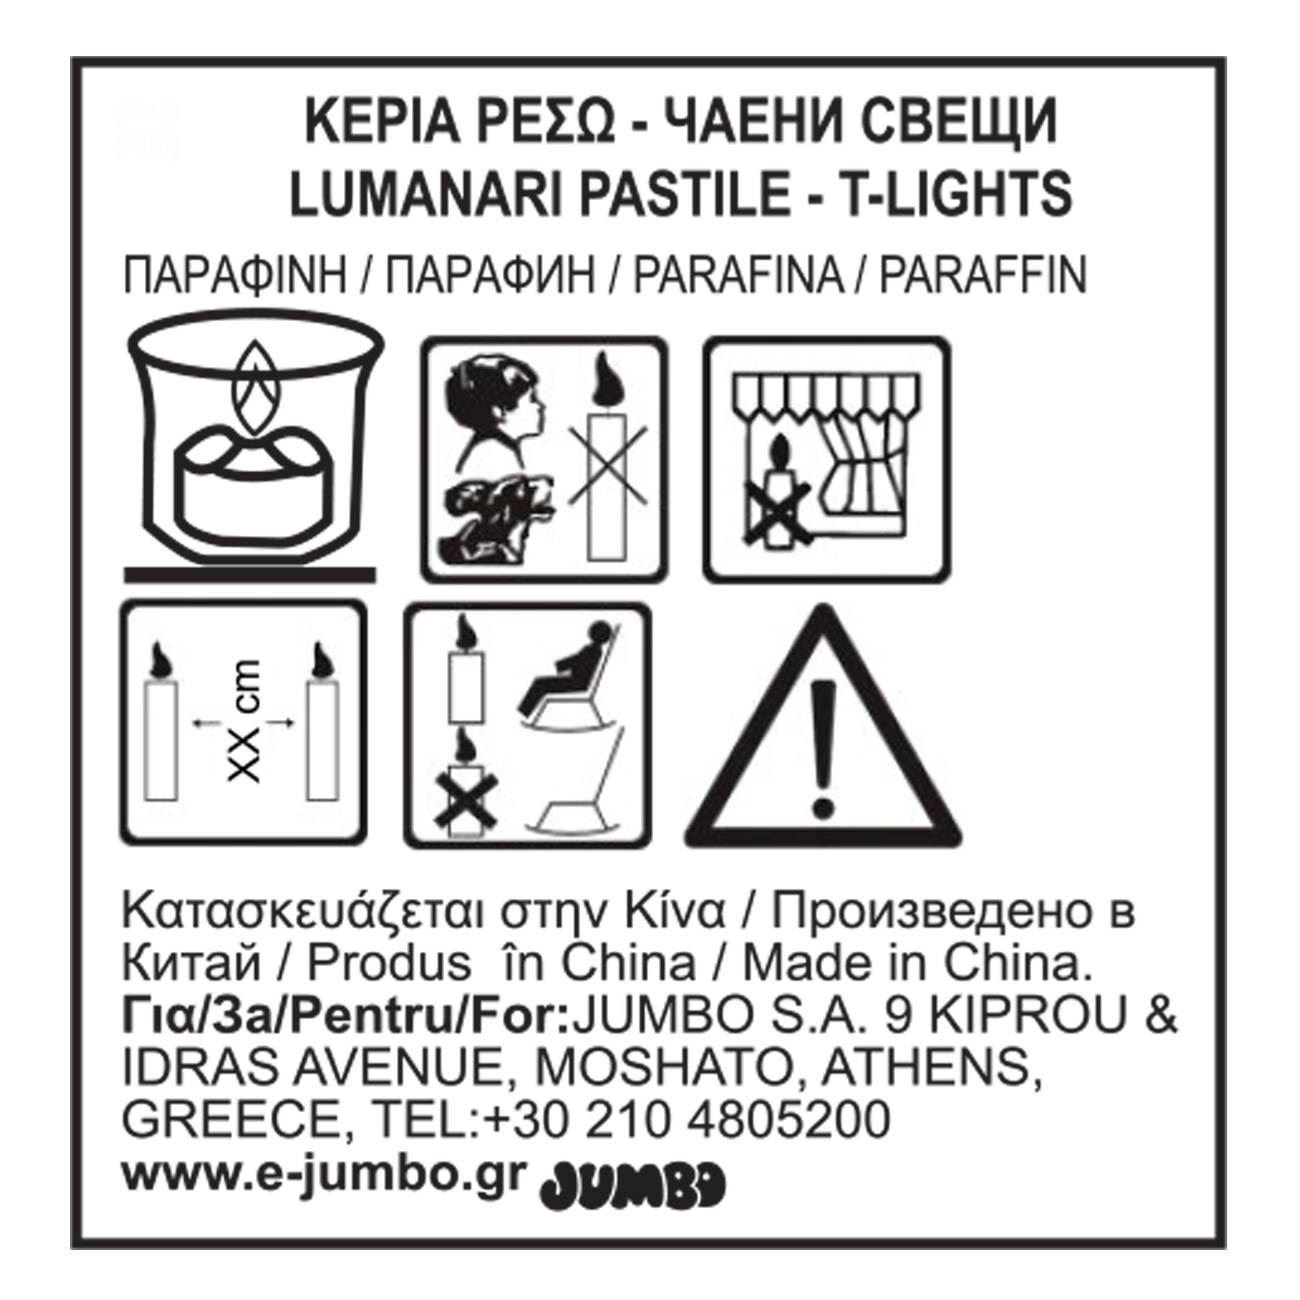 ΚΕΡΙΑ ΡΕΣΩ - ЧАЕНИ СВЕЩИ
LUMANARI PASTILE - T-LIGHTS
ΠΑΡΑΦΙΝΗ / ПАРАФИН / PARAFINA / PARAFFIN
XX cm
Κατασκευάζεται στην Κίνα / Произведено в
Китай / Produs în China / Made in China.
Για/За/Pentru/For:JUMBO S.A. 9 KIPROU &
IDRAS AVENUE, MOSHATO, ATHENS,
GREECE, TEL:+30 210 4805200
www.e-jumbo.gr JUMBO